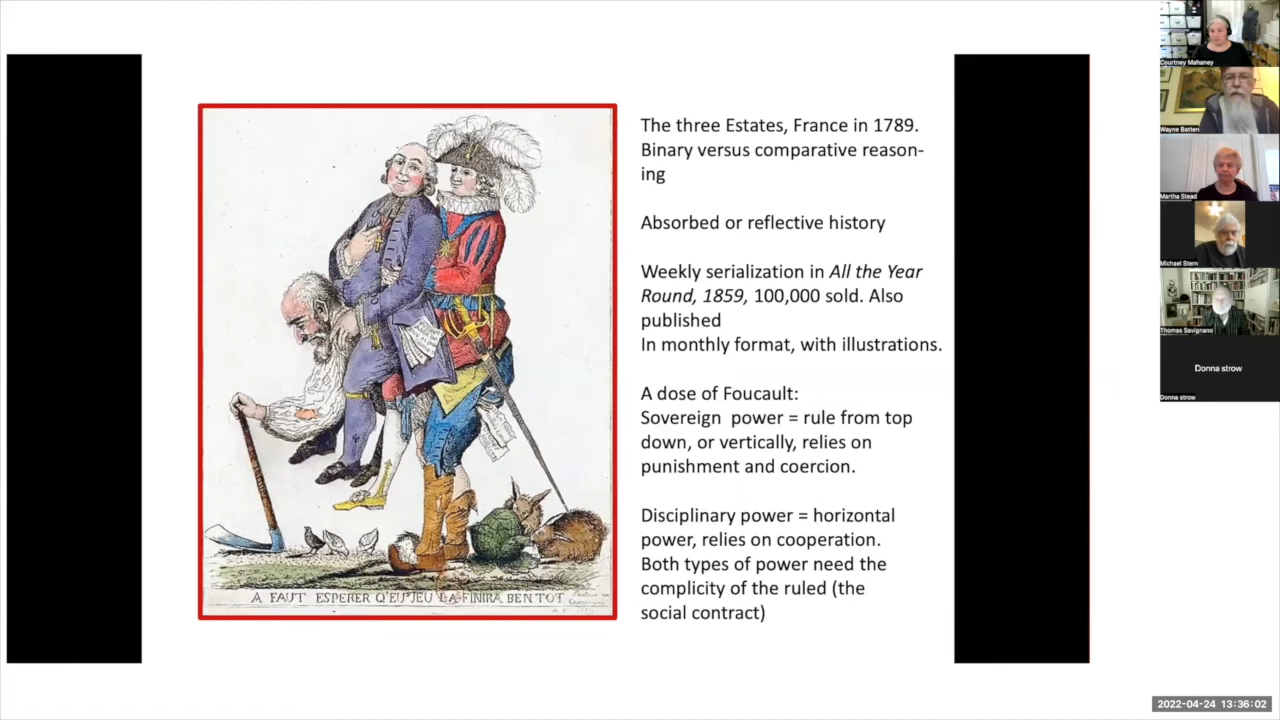 The three Estates, France in 1789.
Binary versus comparative reason-
ing
Absorbed or reflective history
Weekly serialization in All the Year
Round, 1859, 100,000 sold. Also
published
In monthly format, with illustrations.
A dose of Foucault:
Sovereign power = rule from top
down, or vertically, relies on
punishment and coercion.
Disciplinary power = horizontal
power, relies on cooperation.
Both types of power need the
complicity of the ruled (the
social contract)
A FAUT ESPERER Q'EU JEU LA FINIRA BEN TOT
Courtney Mahaney
Wayne Batten
Martha Stead
Michael Stern
Thomas Savignano
Donna strow
Donna strow
2022-04-24 13:36:02